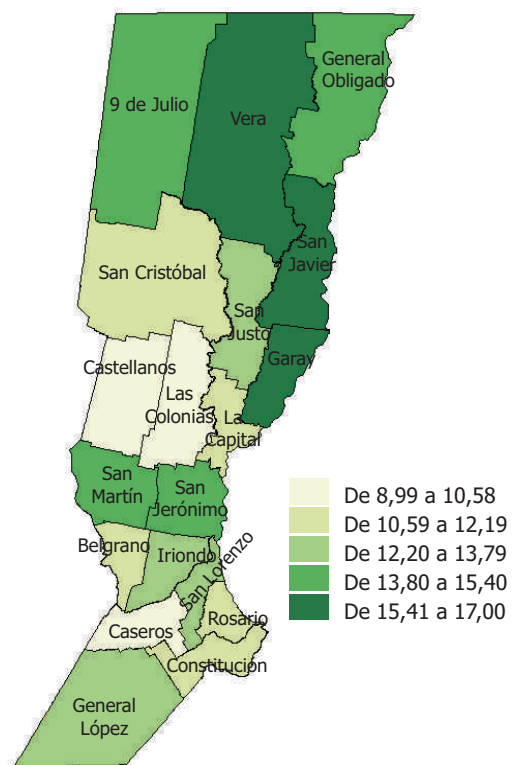 General
Obligado
9 de Julio
Vera
San
Javier
San Cristóbal
San
Justo
Garay
Castellanos
Las
Colonias
La
Capital
San
Martín
San
Jerónimo
Belgrano
Iriondo
San Lorenzo
Caseros
Rosario
Constitución
General
López
De 8,99 a 10,58
De 10,59 a 12,19
De 12,20 a 13,79
De 13,80 a 15,40
De 15,41 a 17,00